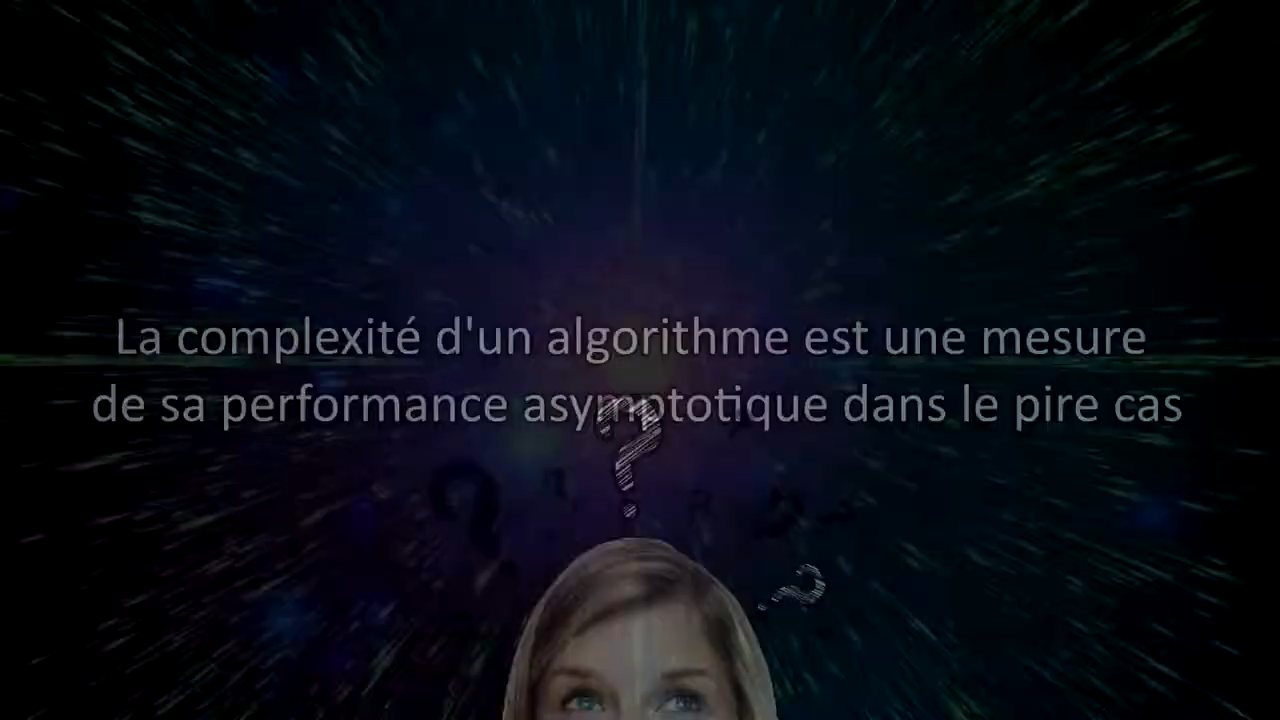 La complexité d'un algorithme est une mesure
de sa performance asymptotique dans le pire cas
?
?
?